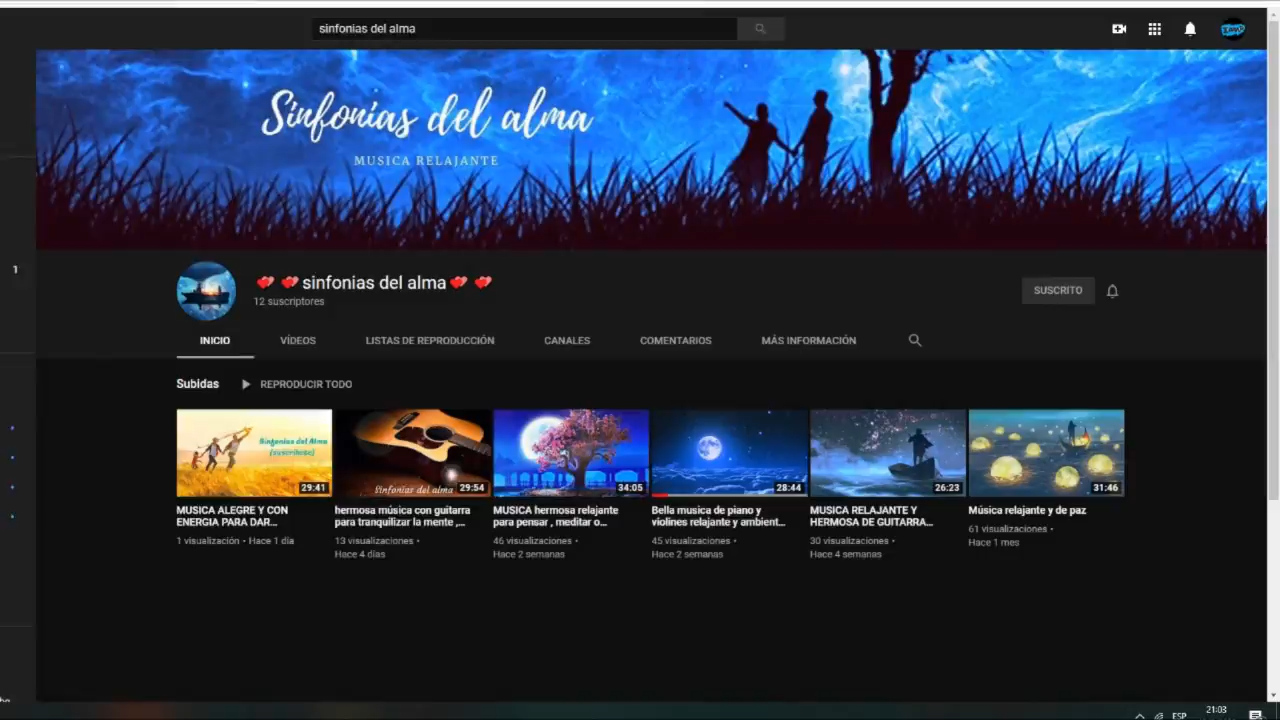 sinfonias del alma
Sinfonias del alma
MUSICA RELAJANTE
1
sinfonias del alma
12 suscriptores
SUSCRITO
INICIO
VÍDEOS
LISTAS DE REPRODUCCIÓN
CANALES
COMENTARIOS
MÁS INFORMACIÓN
Subidas
REPRODUCIR TODO
Sinfonias del Alma
(suscribete)
29:41
sinfonias del alma
29:54
34:05
28:44
26:23
31:46
MUSICA ALEGRE Y CON
ENERGIA PARA DAR...
1 visualización • Hace 1 día
hermosa música con guitarra
para tranquilizar la mente ,...
13 visualizaciones •
Hace 4 días
MUSICA hermosa relajante
para pensar , meditar o...
46 visualizaciones •
Hace 2 semanas
Bella musica de piano y
violines relajante y ambient...
45 visualizaciones •
Hace 2 semanas
MUSICA RELAJANTE Y
HERMOSA DE GUITARRA...
30 visualizaciones •
Hace 4 semanas
Música relajante y de paz
61 visualizaciones •
Hace 1 mes
ESP
21:03